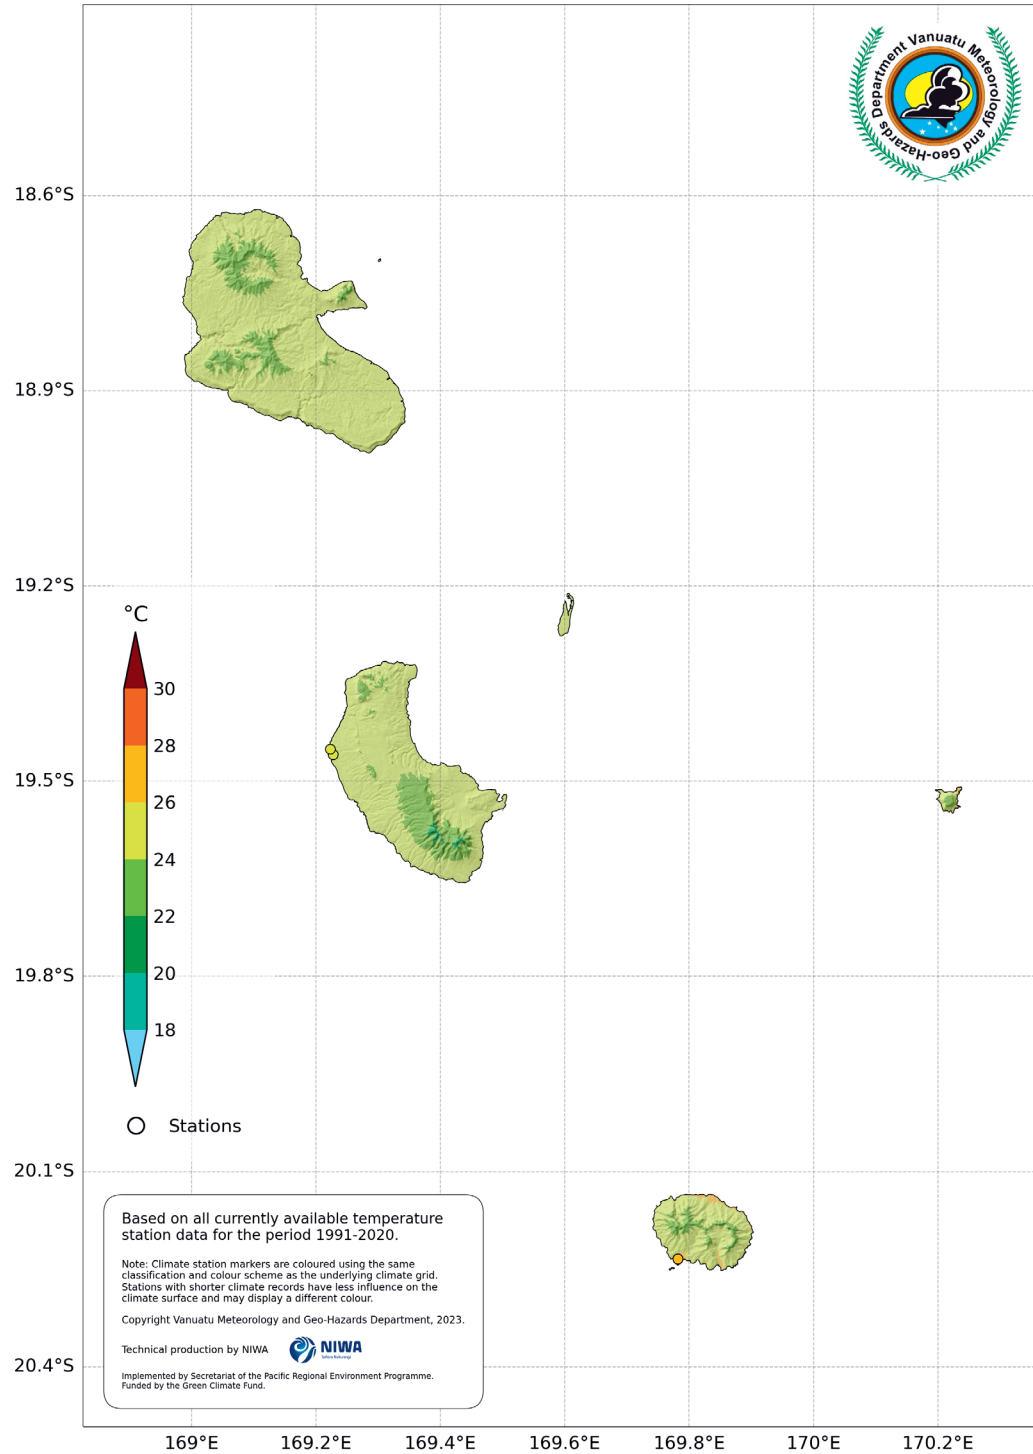 Vanuatu Meteorology and Geo-Hazards Department
18.6°S
18.9°S
19.2°S
°C
30
28
26
19.5°S
24
22
20
19.8°S
18
Stations
20.1°S
Based on all currently available temperature
station data for the period 1991-2020.
Note: Climate station markers are coloured using the same
classification and colour scheme as the underlying climate grid.
Stations with shorter climate records have less influence on the
climate surface and may display a different colour.
Copyright Vanuatu Meteorology and Geo-Hazards Department, 2023.
Technical production by NIWA
NIWA
Implemented by Secretariat of the Pacific Regional Environment Programme.
Funded by the Green Climate Fund.
20.4°S
169°E 169.2°E 169.4°E 169.6°E 169.8°E 170°E 170.2°E